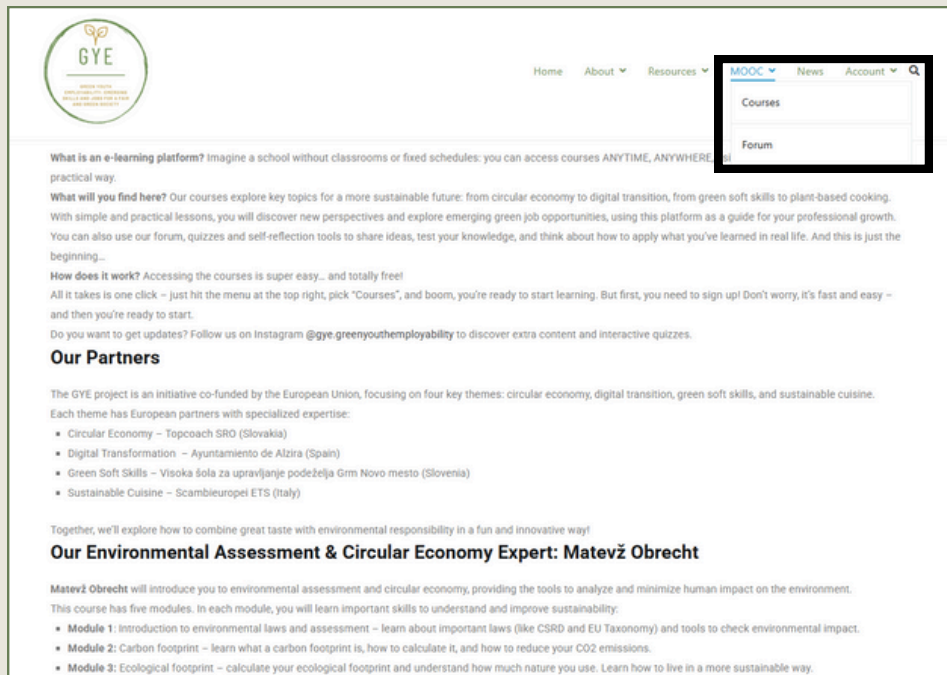 GYE
GREEN YOUTH
EMPLOYABILITY: EMERGING
SKILLS AND JOBS FOR A FAIR
AND GREEN SOCIETY
Home About Resources MOOC News Account
Courses
Forum
What is an e-learning platform? Imagine a school without classrooms or fixed schedules: you can access courses ANYTIME, ANYWHERE,
practical way.
What will you find here? Our courses explore key topics for a more sustainable future: from circular economy to digital transition, from green soft skills to plant-based cooking.
With simple and practical lessons, you will discover new perspectives and explore emerging green job opportunities, using this platform as a guide for your professional growth.
You can also use our forum, quizzes and self-reflection tools to share ideas, test your knowledge, and think about how to apply what you've learned in real life. And this is just the
beginning…
How does it work? Accessing the courses is super easy… and totally free!
All it takes is one click – just hit the menu at the top right, pick “Courses”, and boom, you're ready to start learning. But first, you need to sign up! Don't worry, it's fast and easy –
and then you're ready to start.
Do you want to get updates? Follow us on Instagram @gye.greenyouthemployability to discover extra content and interactive quizzes.
Our Partners
The GYE project is an initiative co-funded by the European Union, focusing on four key themes: circular economy, digital transition, green soft skills, and sustainable cuisine.
Each theme has European partners with specialized expertise:
▪ Circular Economy – Topcoach SRO (Slovakia)
▪ Digital Transformation – Ayuntamiento de Alzira (Spain)
▪ Green Soft Skills – Visoka šola za upravljanje podeželja Grm Novo mesto (Slovenia)
▪ Sustainable Cuisine – Scambieuropei ETS (Italy)
Together, we'll explore how to combine great taste with environmental responsibility in a fun and innovative way!
Our Environmental Assessment & Circular Economy Expert: Matevž Obrecht
Matevž Obrecht will introduce you to environmental assessment and circular economy, providing the tools to analyze and minimize human impact on the environment.
This course has five modules. In each module, you will learn important skills to understand and improve sustainability:
▪ Module 1: Introduction to environmental laws and assessment – learn about important laws (like CSRD and EU Taxonomy) and tools to check environmental impact.
▪ Module 2: Carbon footprint – learn what a carbon footprint is, how to calculate it, and how to reduce your CO2 emissions.
▪ Module 3: Ecological footprint – calculate your ecological footprint and understand how much nature you use. Learn how to live in a more sustainable way.